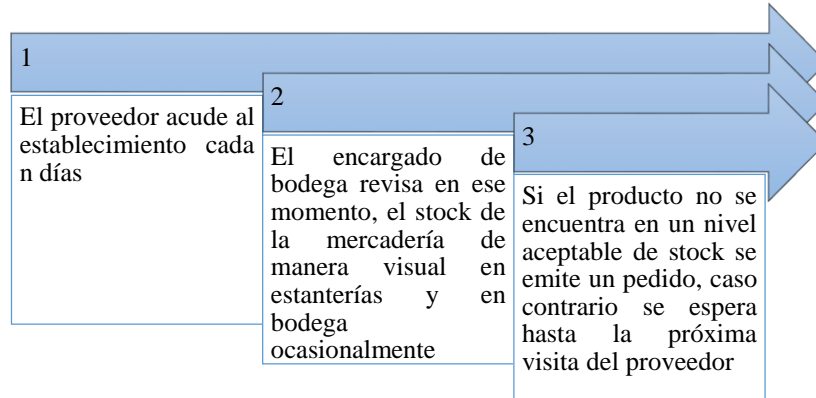 1
El proveedor acude al
establecimiento cada
n días
2
El encargado de
bodega revisa en ese
momento, el stock de
la mercadería de
manera visual en
estanterías y en
bodega
ocasionalmente
3
Si el producto no se
encuentra en un nivel
aceptable de stock se
emite un pedido, caso
contrario se espera
hasta la próxima
visita del proveedor